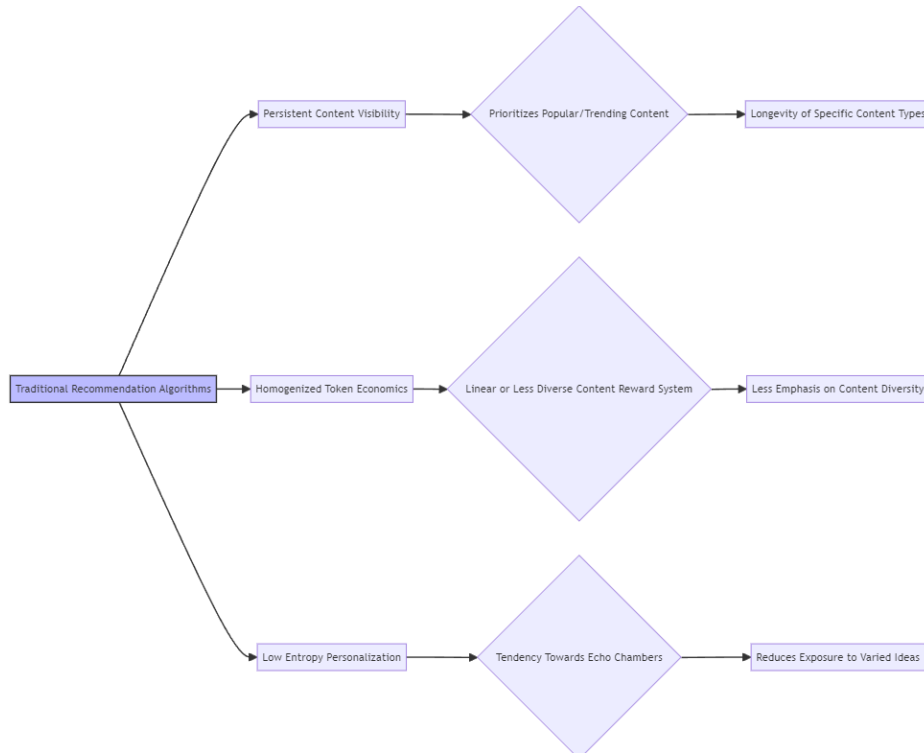 Persistent Content Visibility
Prioritizes Popular/Trending Content
Longevity of Specific Content Types
Traditional Recommendation Algorithms
Homogenized Token Economics
Linear or Less Diverse Content Reward System
Less Emphasis on Content Diversity
Low Entropy Personalization
Tendency Towards Echo Chambers
Reduces Exposure to Varied Ideas